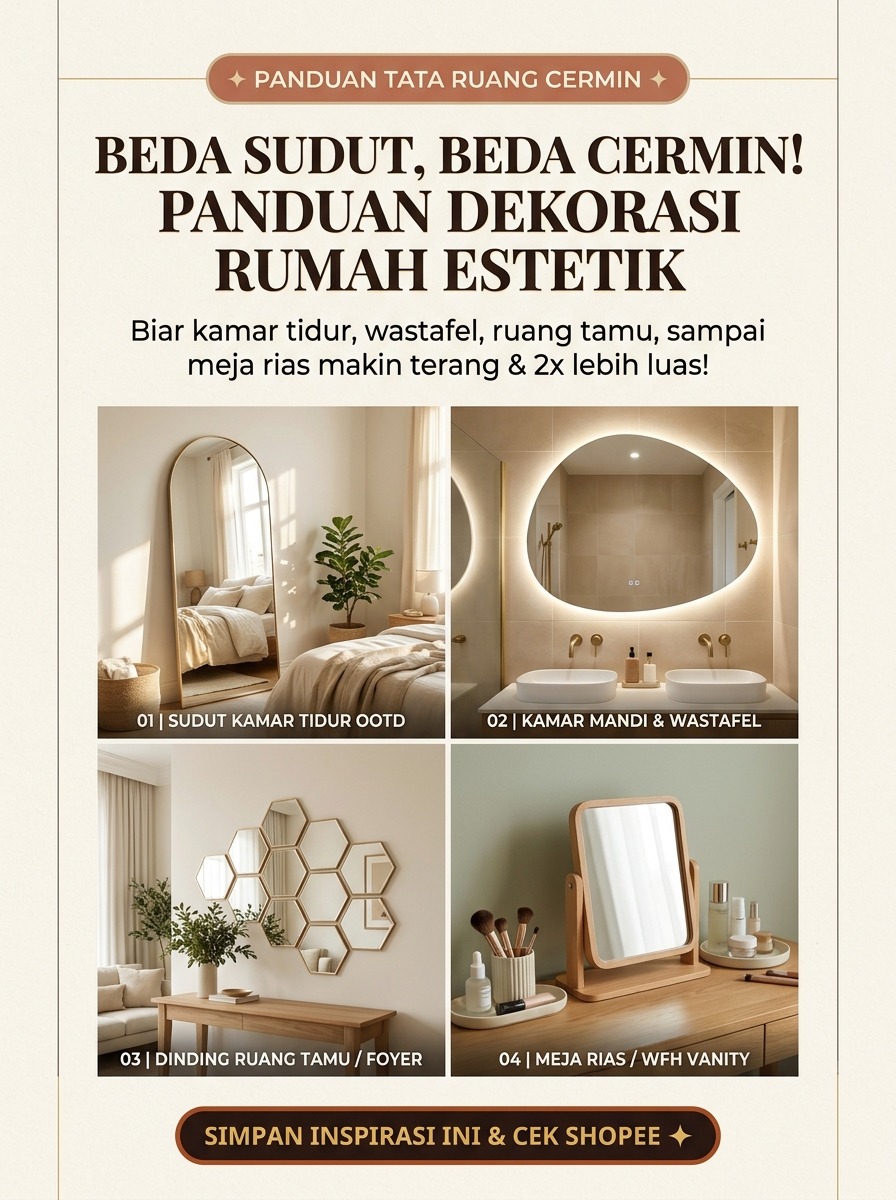 ✦ PANDUAN TATA RUANG CERMIN ✦
BEDA SUDUT, BEDA CERMIN!
PANDUAN DEKORASI
RUMAH ESTETIK
Biar kamar tidur, wastafel, ruang tamu, sampai
meja rias makin terang & 2x lebih luas!
01 | SUDUT KAMAR TIDUR OOTD
02 | KAMAR MANDI & WASTAFEL
03 | DINDING RUANG TAMU / FOYER
04 | MEJA RIAS / WFH VANITY
SIMPAN INSPIRASI INI & CEK SHOPEE ✦